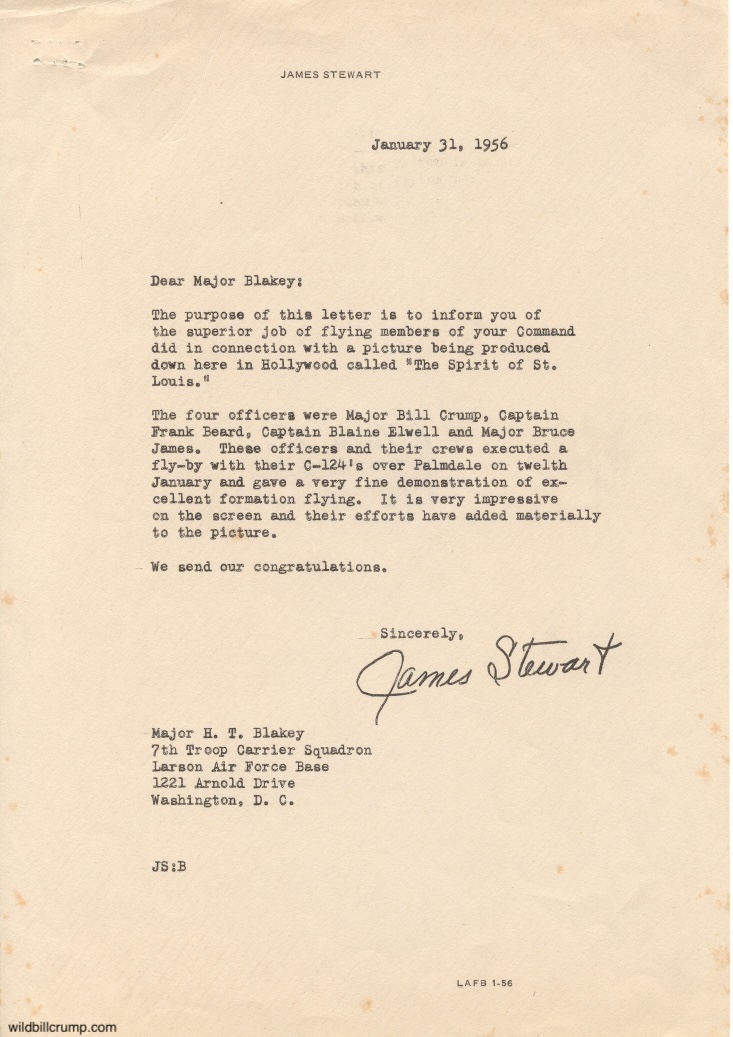 JAMES STEWART
January 31, 1956
Dear Major Blakey:
The purpose of this letter is to inform you of
the superior job of flying members of your Command
did in connection with a picture being produced
down here in Hollywood called "The Spirit of St.
Louis."
The four officers were Major Bill Crump, Captain
Frank Beard, Captain Blaine Elwell and Major Bruce
James. These officers and their crews executed a
fly-by with their C-124's over Palmdale on twelth
January and gave a very fine demonstration of ex-
cellent formation flying. It is very impressive
on the screen and their efforts have added materially
to the picture.
We send our congratulations.
Sincerely,
James Stewart
Major H. T. Blakey
7th Troop Carrier Squadron
Larson Air Force Base
1221 Arnold Drive
Washington, D. C.
JS:B
LAFB 1-56
wildbillcrump.com